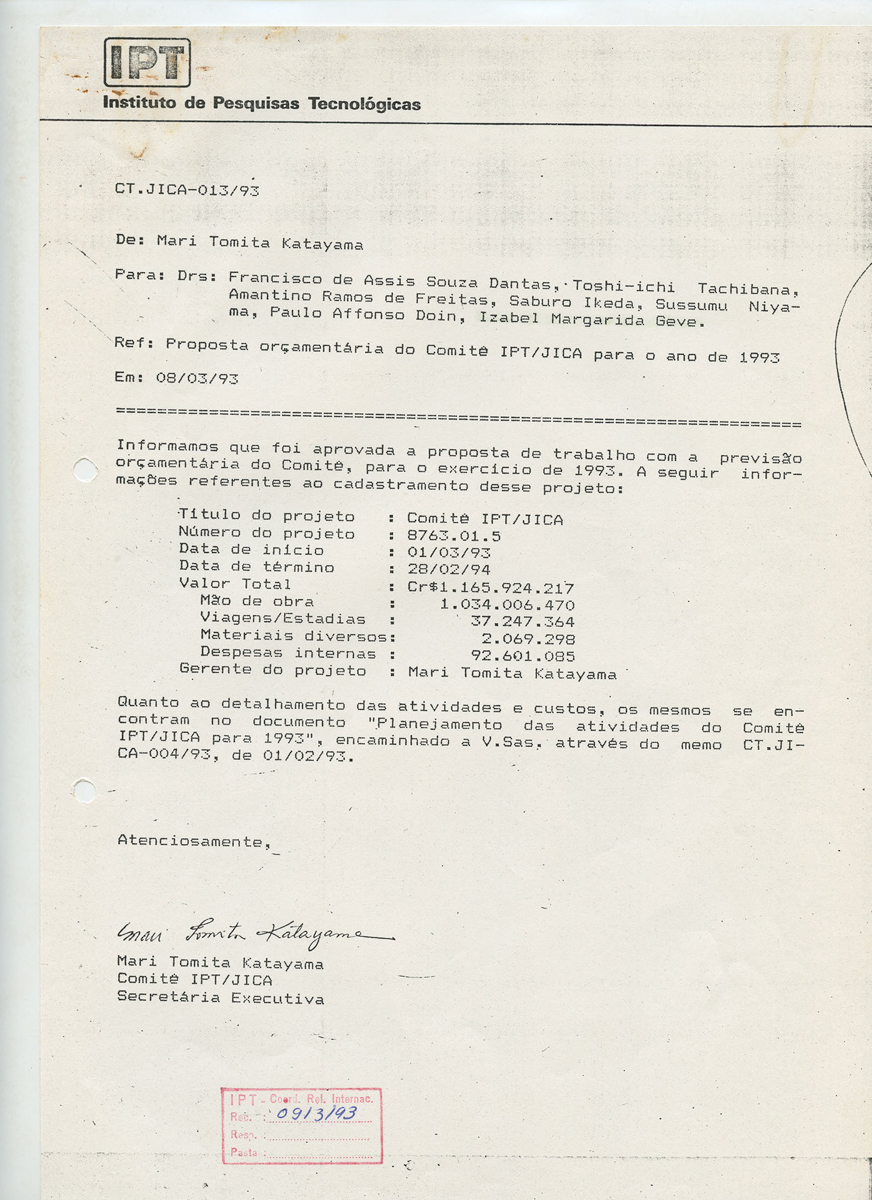 IPT
Instituto de Pesquisas Tecnológicas
CT.JICA-013/93
De: Mari Tomita Katayama
Para: Drs: Francisco de Assis Souza Dantas, Toshi-ichi Tachibana,
Amantino Ramos de Freitas, Saburo Ikeda, Sussumu Niya-
ma, Paulo Affonso Doin, Izabel Margarida Geve.
Ref: Proposta orçamentária do Comitê IPT/JICA para o ano de 1993
Em: 08/03/93
==================================================================
Informamos que foi aprovada a proposta de trabalho com a previsão
orçamentária do Comitê, para o exercício de 1993. A seguir infor-
mações referentes ao cadastramento desse projeto:
Título do projeto : Comitê IPT/JICA
Número do projeto : 8763.01.5
Data de início : 01/03/93
Data de término : 28/02/94
Valor Total : Cr$1.165.924.217
Mão de obra : 1.034.006.470
Viagens/Estadias : 37.247.364
Materiais diversos: 2.069.298
Despesas internas : 92.601.085
Gerente do projeto : Mari Tomita Katayama
Quanto ao detalhamento das atividades e custos, os mesmos se en-
contram no documento "Planejamento das atividades do Comitê
IPT/JICA para 1993", encaminhado a V.Sas. através do memo CT.JI-
CA-004/93, de 01/02/93.
Atenciosamente,
Mari Tomita Katayama
Mari Tomita Katayama
Comitê IPT/JICA
Secretária Executiva
IPT - Coord. Rel. Internac.
Reb. : 09/3/93
Resp. :
Pasta :